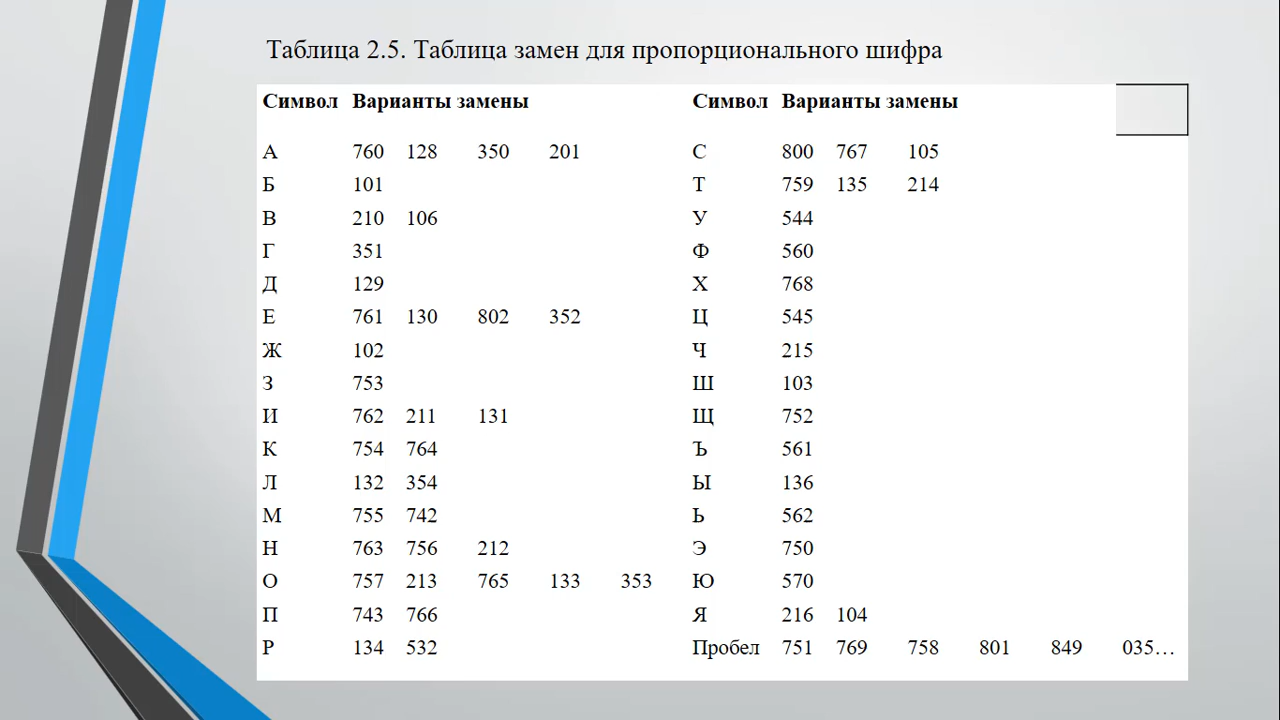 Таблица 2.5. Таблица замен для пропорционального шифра
Символ Варианты замены Символ Варианты замены
А 760 128 350 201 С 800 767 105
Б 101 Т 759 135 214
В 210 106 У 544
Г 351 Ф 560
Д 129 Х 768
Е 761 130 802 352 Ц 545
Ж 102 Ч 215
З 753 Ш 103
И 762 211 131 Щ 752
К 754 764 Ъ 561
Л 132 354 Ы 136
М 755 742 Ь 562
Н 763 756 212 Э 750
О 757 213 765 133 353 Ю 570
П 743 766 Я 216 104
Р 134 532 Пробел 751 769 758 801 849 035…